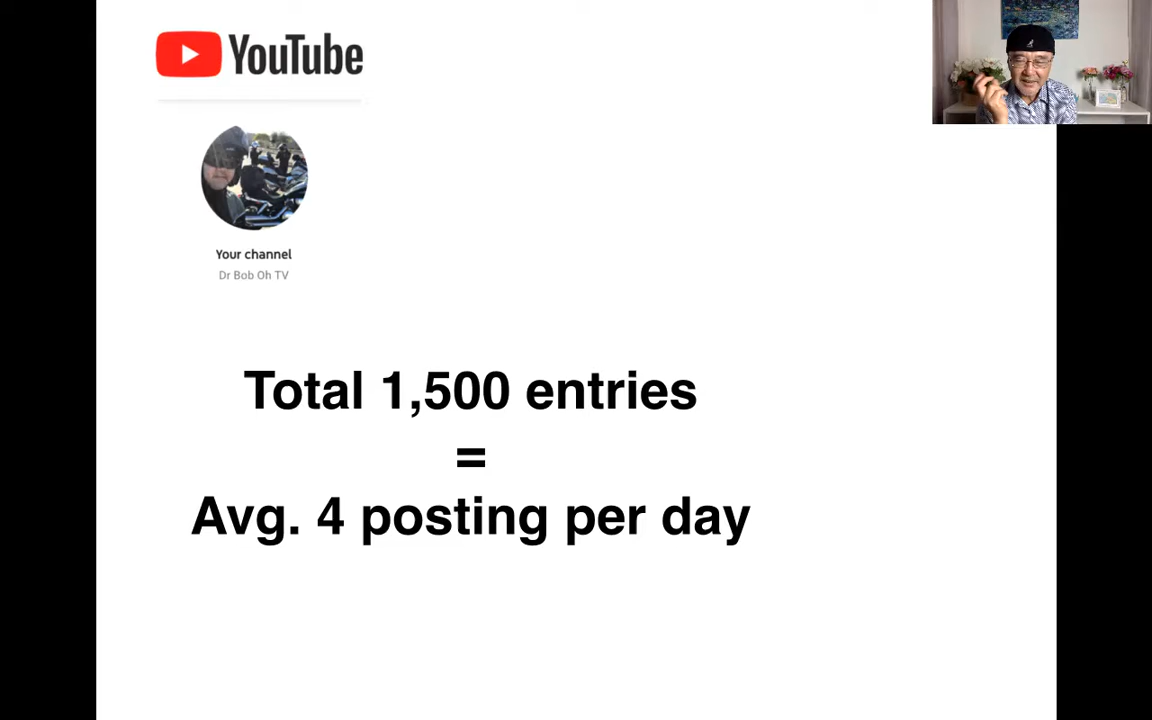 YouTube
Your channel
Dr Bob Oh TV
Total 1,500 entries
=
Avg. 4 posting per day